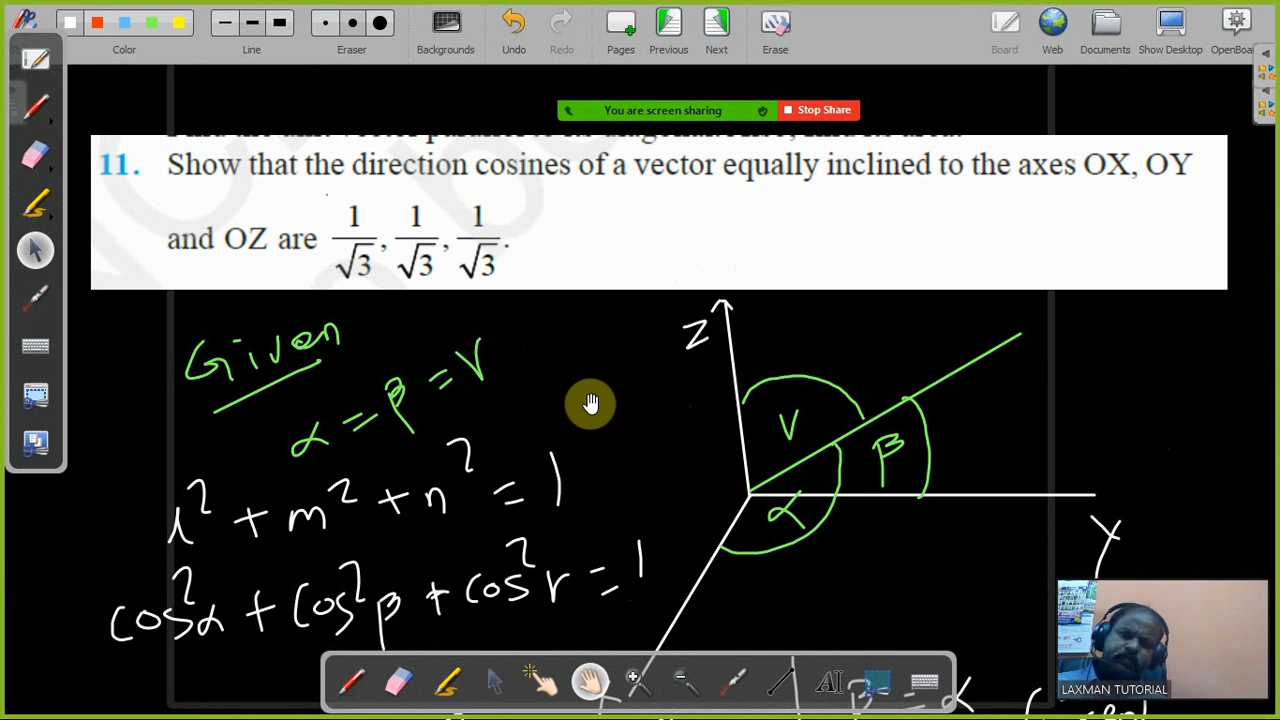 Color Line Eraser Backgrounds Undo Redo Pages Previous Next Erase Board Web Documents Show Desktop OpenBoard
You are screen sharing Stop Share
11. Show that the direction cosines of a vector equally inclined to the axes OX, OY
and OZ are 1/√3, 1/√3, 1/√3.
Given
α = β = γ
l² + m² + n² = 1
cos²α + cos²β + cos²γ = 1
Z
γ
β
α
Y
β = α
LAXMAN TUTORIAL